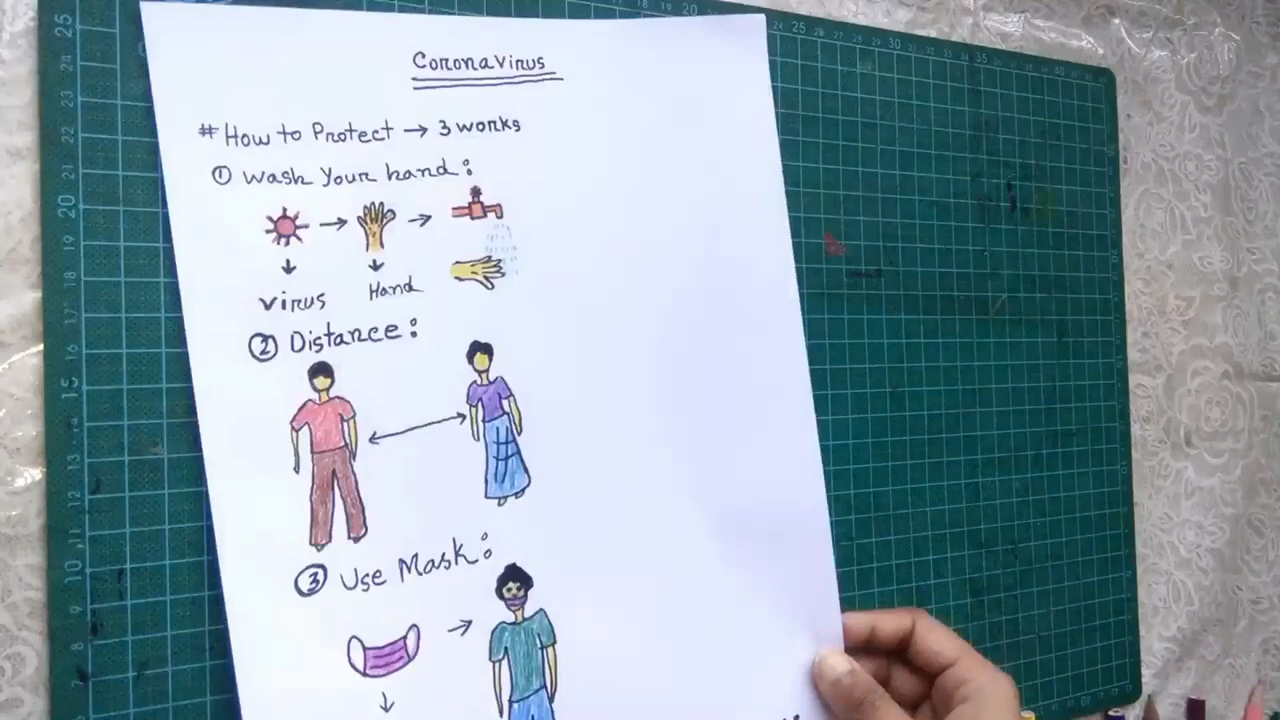 Coronavirus
# How to Protect → 3 works
① Wash Your hand:
virus
Hand
② Distance:
③ Use Mask: